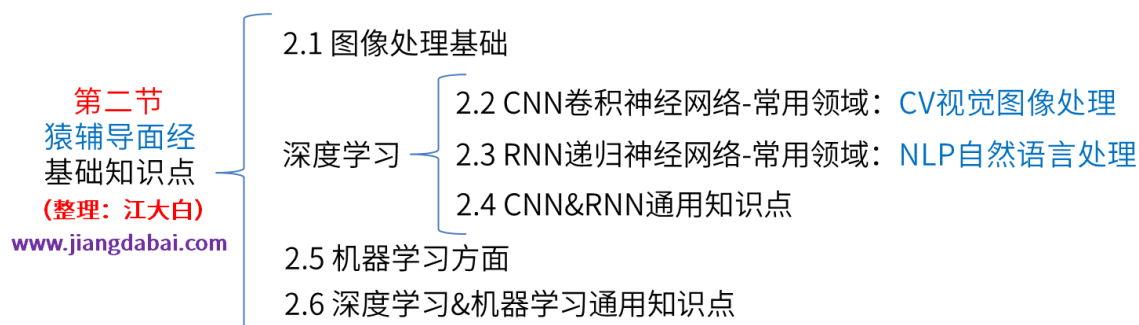 第二节
猿辅导面经
基础知识点
（整理：江大白）
www.jiangdabai.com
2.1 图像处理基础
深度学习
2.2 CNN卷积神经网络-常用领域：CV视觉图像处理
2.3 RNN递归神经网络-常用领域：NLP自然语言处理
2.4 CNN&RNN通用知识点
2.5 机器学习方面
2.6 深度学习&机器学习通用知识点